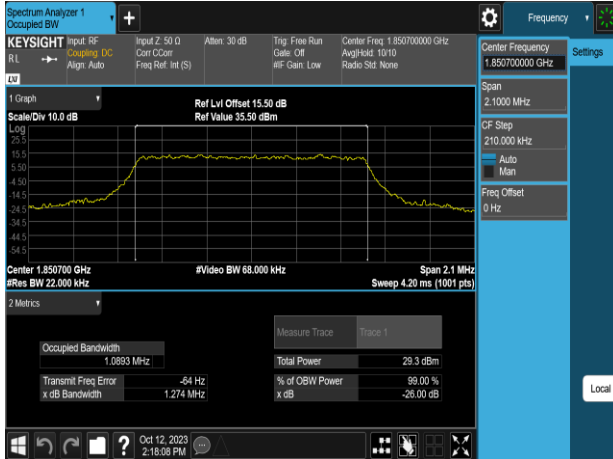 Spectrum Analyzer 1
Occupied BW
Frequency
KEYSIGHT Input: RF Input Z: 50 Ω Atten: 30 dB Trig: Free Run Center Freq: 1.850700000 GHz
RL Coupling: DC Corr CCorr Gate: Off Avg|Hold: 10/10
Align: Auto Freq Ref: Int (S) #IF Gain: Low Radio Std: None
LXI
Center Frequency
1.850700000 GHz
Settings
Span
2.1000 MHz
CF Step
210.000 kHz
Auto
Man
Freq Offset
0 Hz
Local
1 Graph
Ref Lvl Offset 15.50 dB
Scale/Div 10.0 dB Ref Value 35.50 dBm
Log
25.5
15.5
5.50
-4.50
-14.5
-24.5
-34.5
-44.5
-54.5
Center 1.850700 GHz #Video BW 68.000 kHz Span 2.1 MHz
#Res BW 22.000 kHz Sweep 4.20 ms (1001 pts)
2 Metrics
Measure Trace Trace 1
Occupied Bandwidth
1.0893 MHz
Total Power 29.3 dBm
Transmit Freq Error -64 Hz % of OBW Power 99.00 %
x dB Bandwidth 1.274 MHz x dB -26.00 dB
? Oct 12, 2023
2:18:08 PM